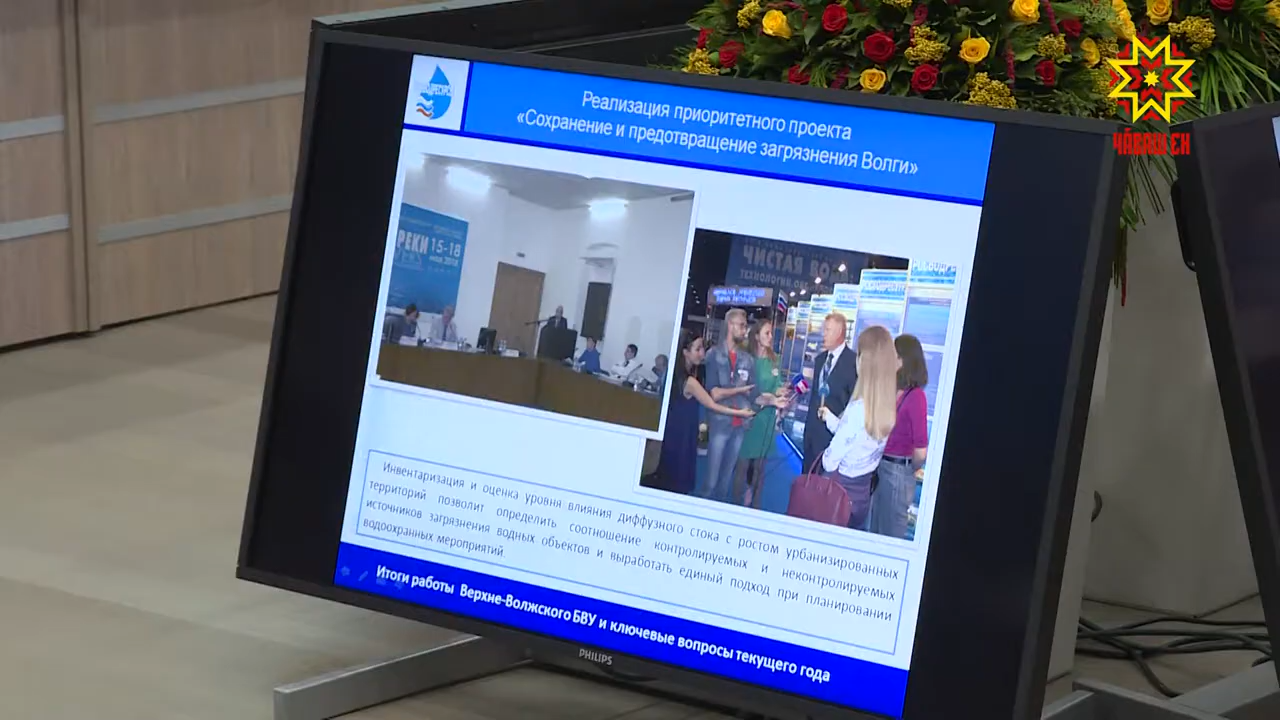 Реализация приоритетного проекта
«Сохранение и предотвращение загрязнения Волги»
РЕКИ 15-18
ЧИСТАЯ ВО
Инвентаризация и оценка уровня влияния диффузного стока с ростом урбанизированных
территорий позволит определить соотношение контролируемых и неконтролируемых
источников загрязнения водных объектов и выработать единый подход при планировании
водоохранных мероприятий.
Итоги работы Верхне-Волжского БВУ и ключевые вопросы текущего года
PHILIPS
ЧӐВАШ ЕН